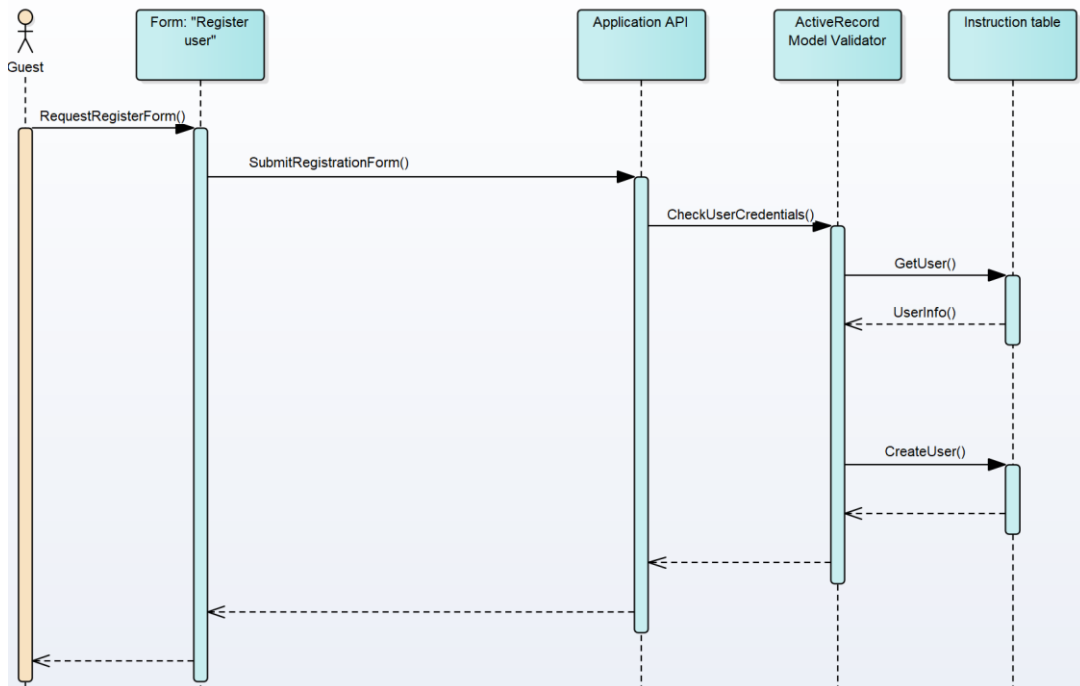 Form: "Register
user"
Application API
ActiveRecord
Model Validator
Instruction table
Guest
RequestRegisterForm()
SubmitRegistrationForm()
CheckUserCredentials()
GetUser()
UserInfo()
CreateUser()